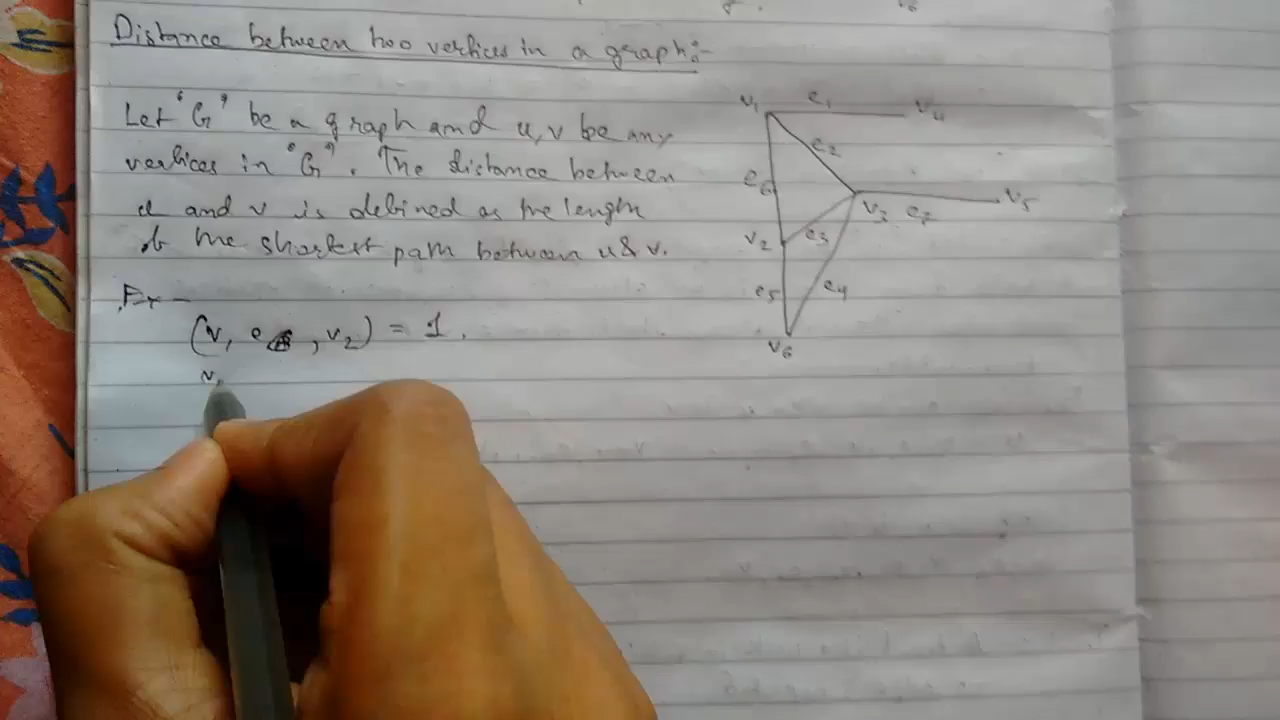 Distance between two vertices in a graph:-
Let "G" be a graph and u, v be any
vertices in "G". The distance between
u and v is defined as the length
of the shortest path between u & v.
Ex -
(v, e6, v2) = 1.
v1
v1 e1 v4
e2
e6
v3 e7 v5
v2 e3
e5 e4
v6